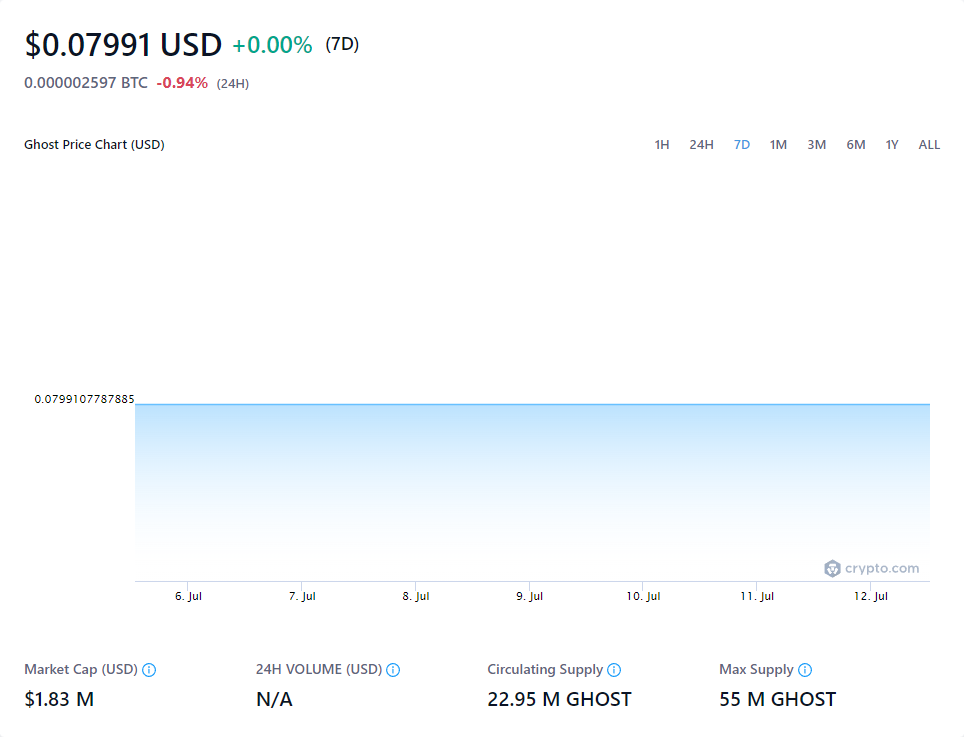 $0.07991 USD +0.00% (7D)
0.000002597 BTC -0.94% (24H)
Ghost Price Chart (USD) 1H 24H 7D 1M 3M 6M 1Y ALL
0.0799107787885
crypto.com
6. Jul 7. Jul 8. Jul 9. Jul 10. Jul 11. Jul 12. Jul
Market Cap (USD) 24H VOLUME (USD) Circulating Supply Max Supply
$1.83 M N/A 22.95 M GHOST 55 M GHOST